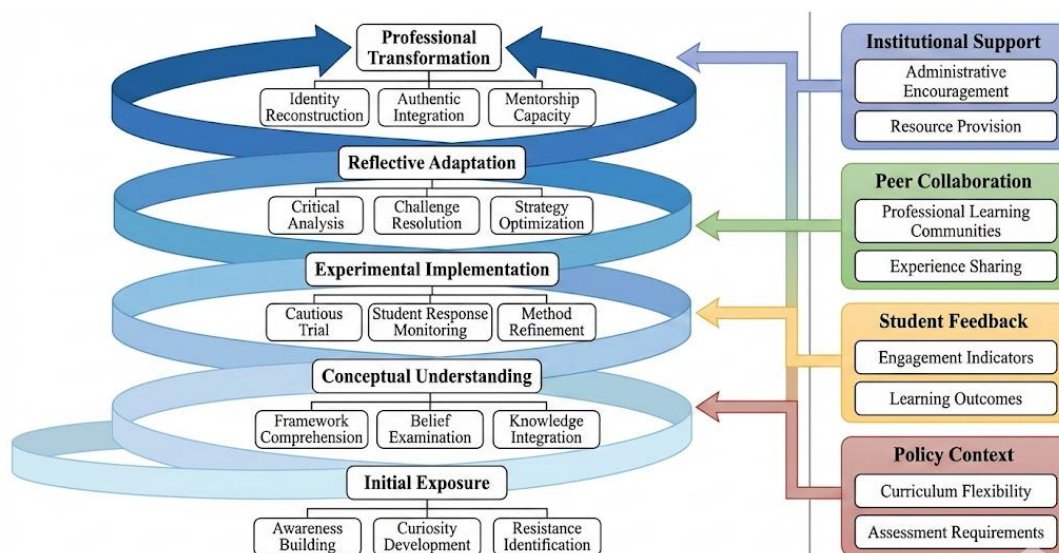 Professional
Transformation
Identity
Reconstruction
Authentic
Integration
Mentorship
Capacity
Reflective Adaptation
Critical
Analysis
Challenge
Resolution
Strategy
Optimization
Experimental Implementation
Cautious
Trial
Student Response
Monitoring
Method
Refinement
Conceptual Understanding
Framework
Comprehension
Belief
Examination
Knowledge
Integration
Initial Exposure
Awareness
Building
Curiosity
Development
Resistance
Identification
Institutional Support
Administrative
Encouragement
Resource Provision
Peer Collaboration
Professional Learning
Communities
Experience Sharing
Student Feedback
Engagement Indicators
Learning Outcomes
Policy Context
Curriculum Flexibility
Assessment Requirements